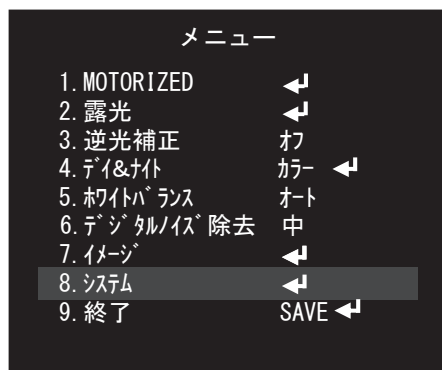 メニュー
1. MOTORIZED ↵
2. 露光 ↵
3. 逆光補正 オフ
4. ﾃﾞｲ&ﾅｲﾄ ｶﾗｰ ↵
5. ﾎﾜｲﾄﾊﾞﾗﾝｽ ｵｰﾄ
6. ﾃﾞｼﾞﾀﾙﾉｲｽﾞ除去 中
7. ｲﾒｰｼﾞ ↵
8. ｼｽﾃﾑ ↵
9. 終了 SAVE ↵